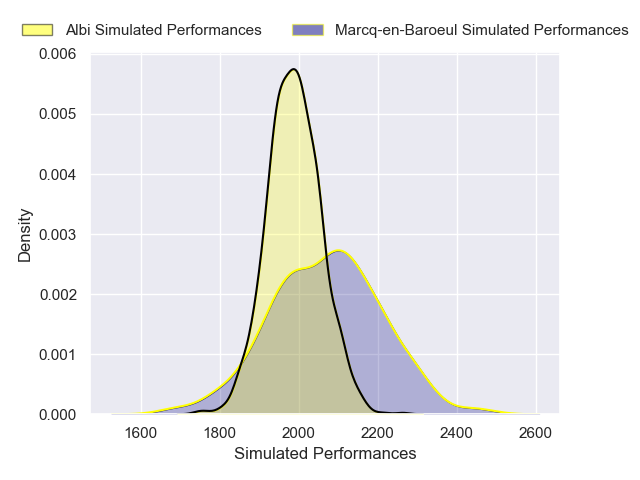 Albi Simulated Performances
Marcq-en-Baroeul Simulated Performances
0.006
0.005
0.004
0.003
0.002
0.001
0.000
Density
1600 1800 2000 2200 2400 2600
Simulated Performances